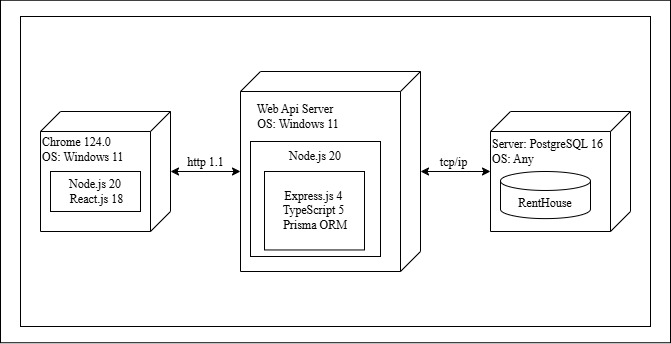 Chrome 124.0
OS: Windows 11
Node.js 20
React.js 18
http 1.1
Web Api Server
OS: Windows 11
Node.js 20
Express.js 4
TypeScript 5
Prisma ORM
tcp/ip
Server: PostgreSQL 16
OS: Any
RentHouse